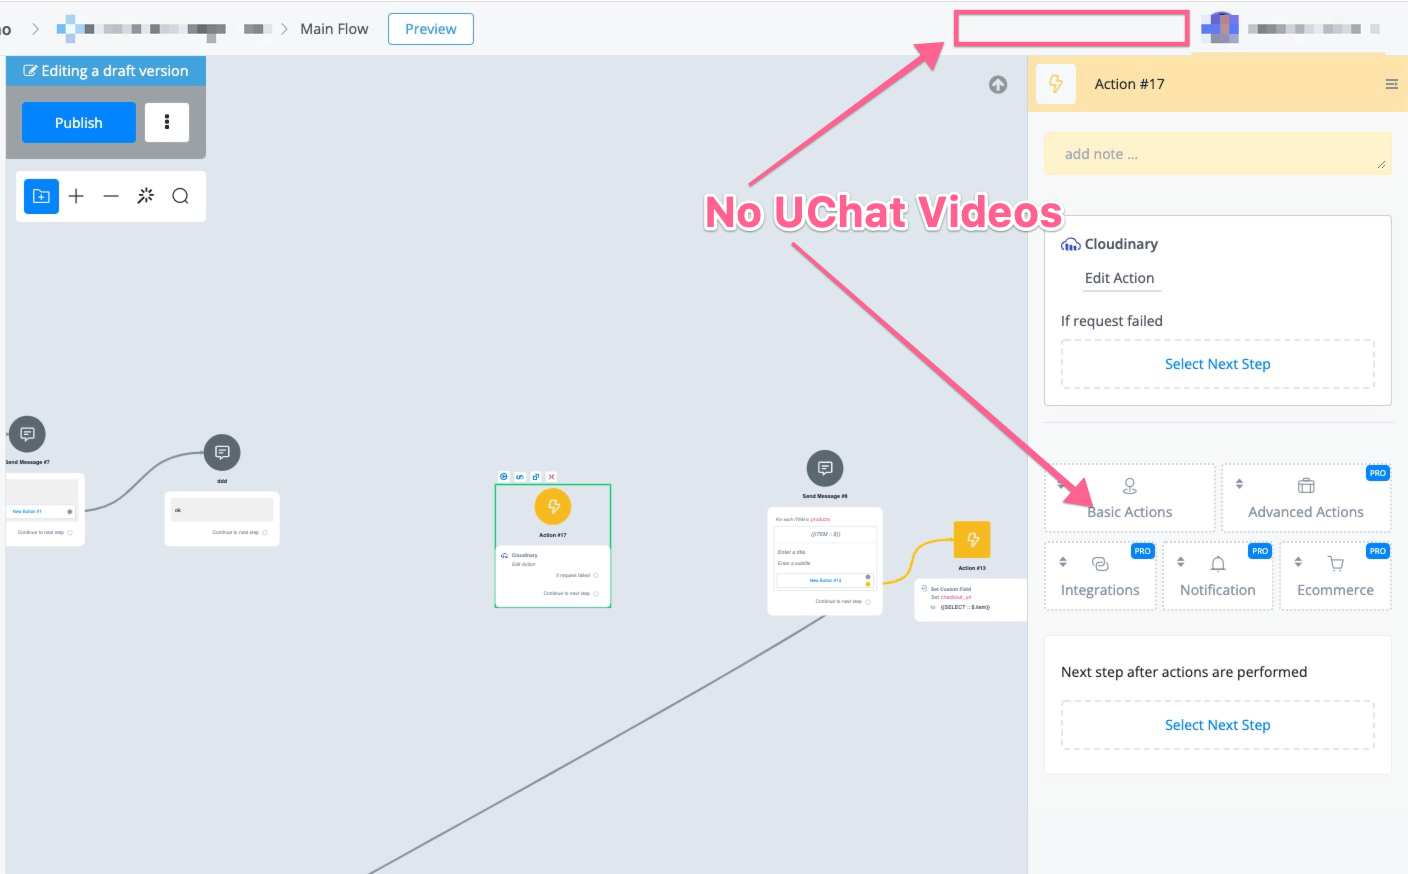 Main Flow
Preview
Editing a draft version
Publish
Action #17
add note ...
No UChat Videos
Cloudinary
Edit Action
If request failed
Select Next Step
Send Message #7
New Button #1
Continue to next step
ddd
ok
Continue to next step
Action #17
Cloudinary
Edit Action
If request failed
Continue to next step
Send Message #8
For each ITEM in products
{{ITEM :: $}}
Enter a title
Enter a subtitle
New Button #14
Continue to next step
Action #13
Set Custom Field
Set checkout_url
to {{SELECT :: $.item}}
Basic Actions
PRO
Advanced Actions
PRO
Integrations
PRO
Notification
PRO
Ecommerce
Next step after actions are performed
Select Next Step